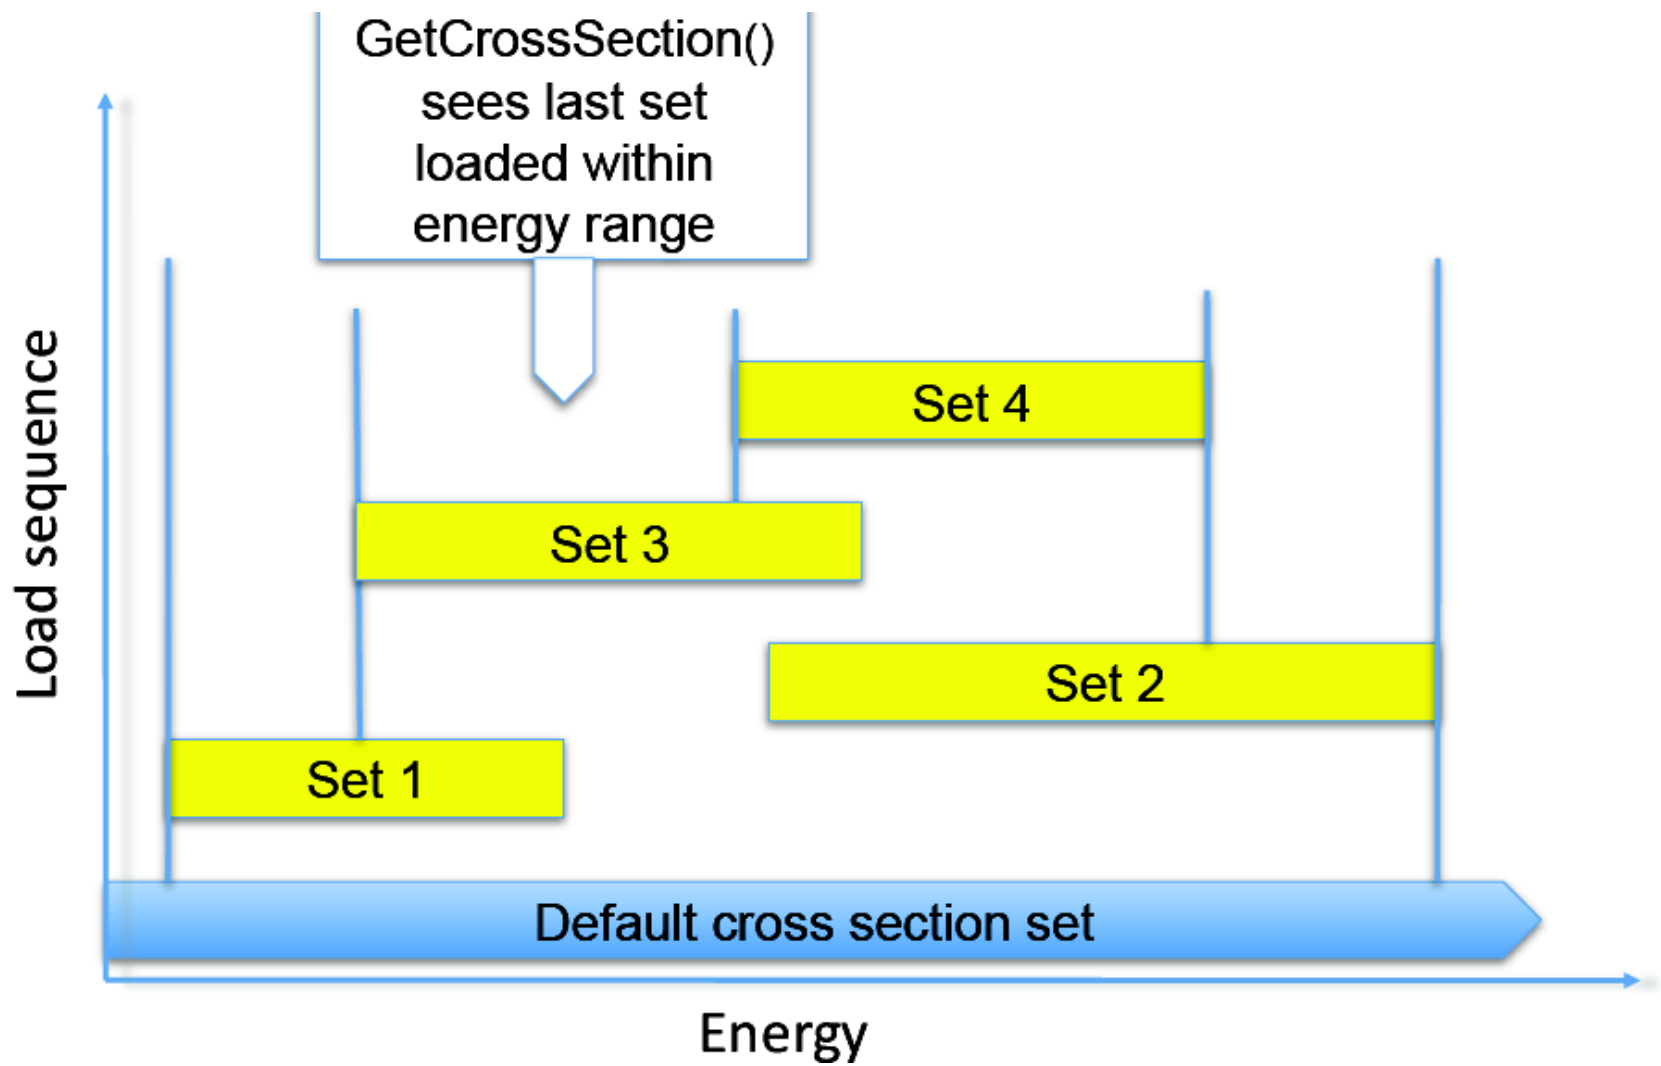 GetCrossSection()
sees last set
loaded within
energy range
Load sequence
Set 4
Set 3
Set 2
Set 1
Default cross section set
Energy